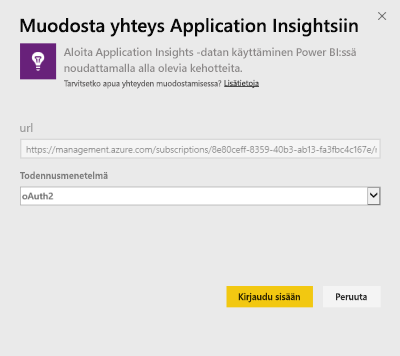 Muodosta yhteys Application Insightsiin
Aloita Application Insights -datan käyttäminen Power BI:ssä
noudattamalla alla olevia kehotteita.
Tarvitsetko apua yhteyden muodostamisessa? Lisätietoja
url
https://management.azure.com/subscriptions/8e80ceff-8359-40b3-ab13-fa3fbc4c167e/r
Todennusmenetelmä
oAuth2
Kirjaudu sisään Peruuta